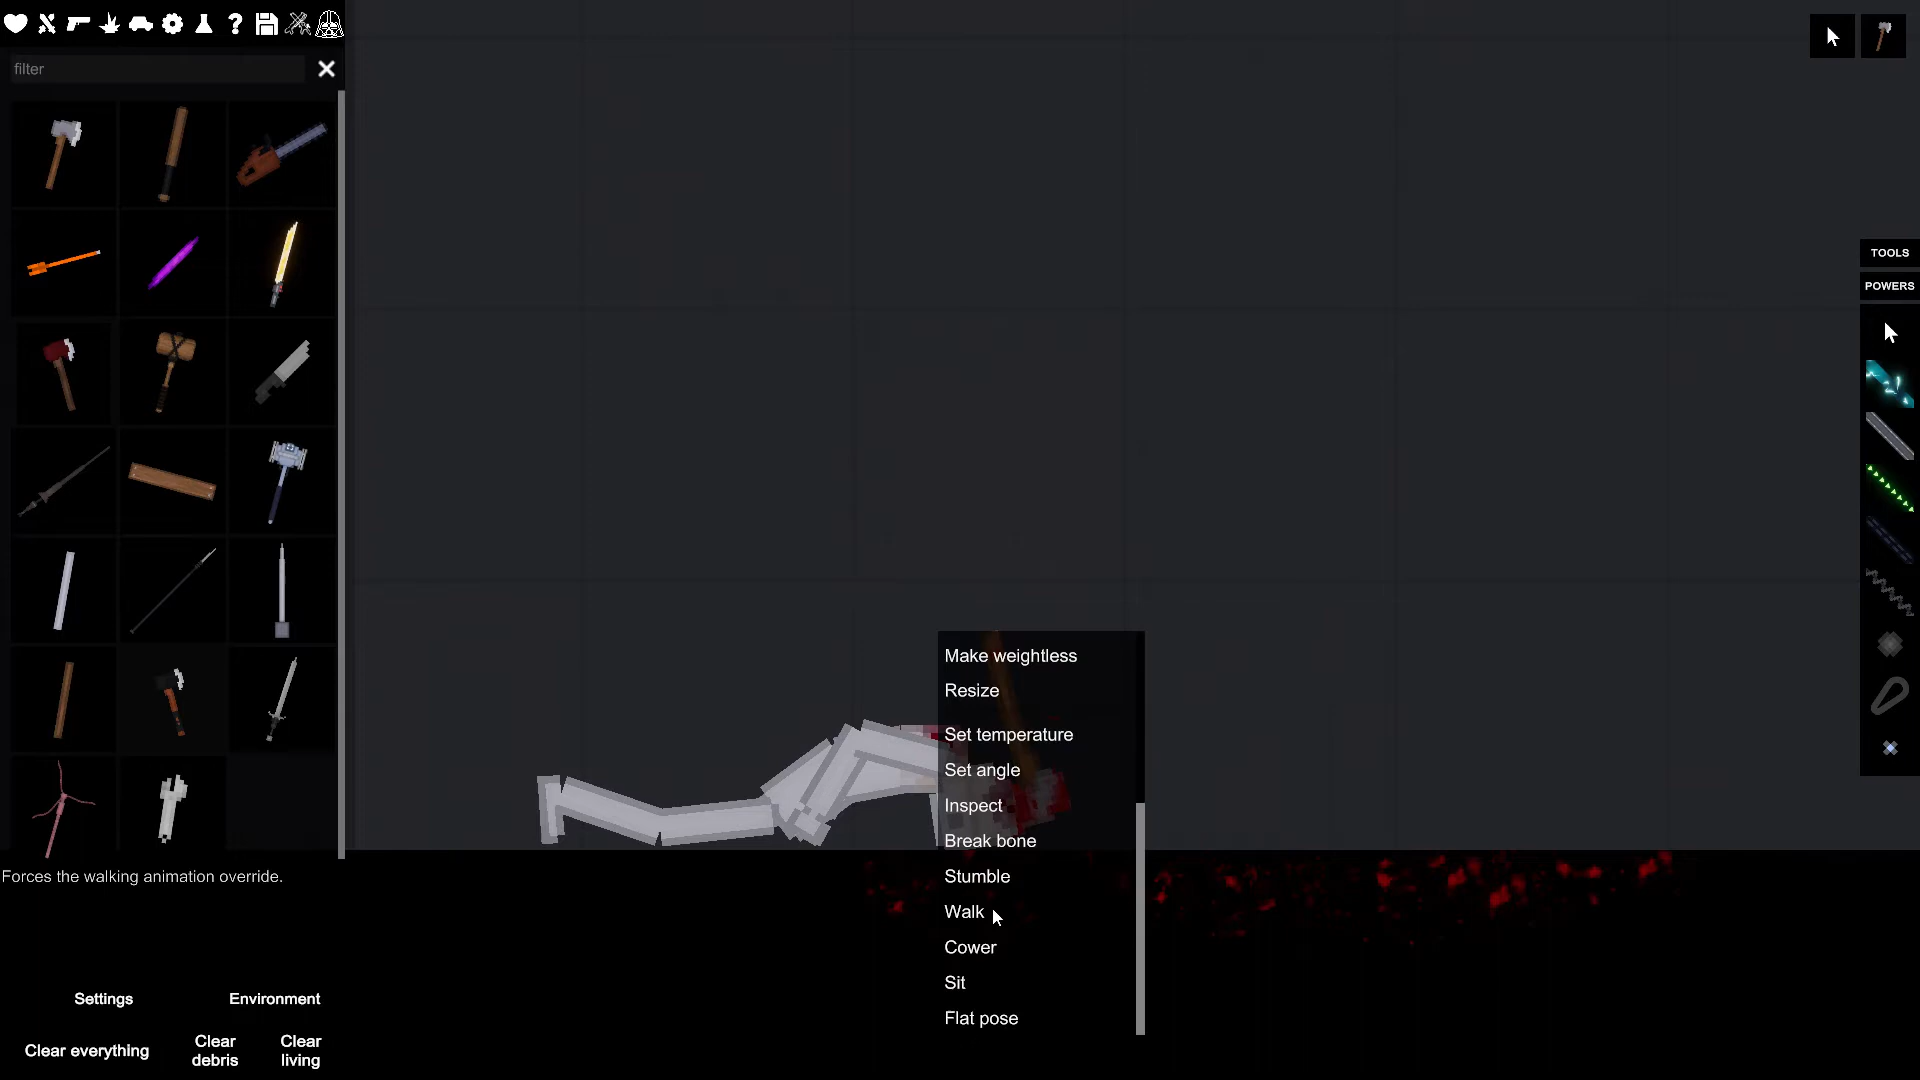 filter
TOOLS
POWERS
Make weightless
Resize
Set temperature
Set angle
Inspect
Break bone
Stumble
Walk
Cower
Sit
Flat pose
Forces the walking animation override.
Settings
Environment
Clear everything
Clear
debris
Clear
living